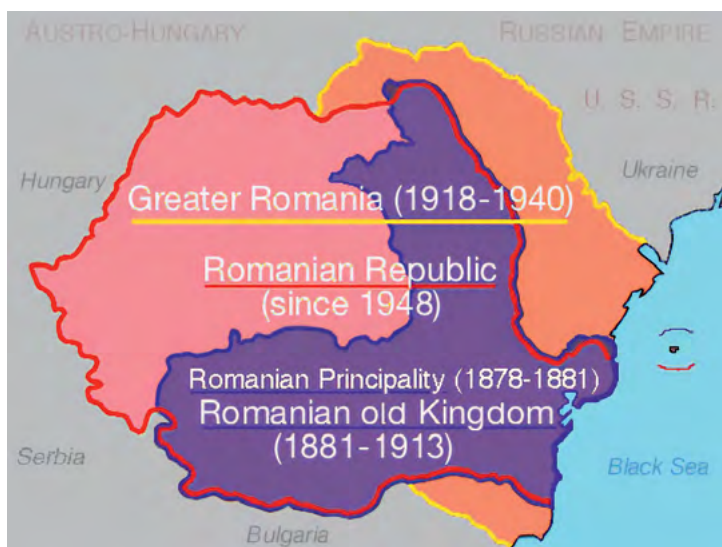 AUSTRO-HUNGARY
RUSSIAN EMPIRE
U. S. S. R.
Hungary
Ukraine
Greater Romania (1918-1940)
Romanian Republic
(since 1948)
Romanian Principality (1878-1881)
Romanian old Kingdom
(1881-1913)
Serbia
Black Sea
Bulgaria